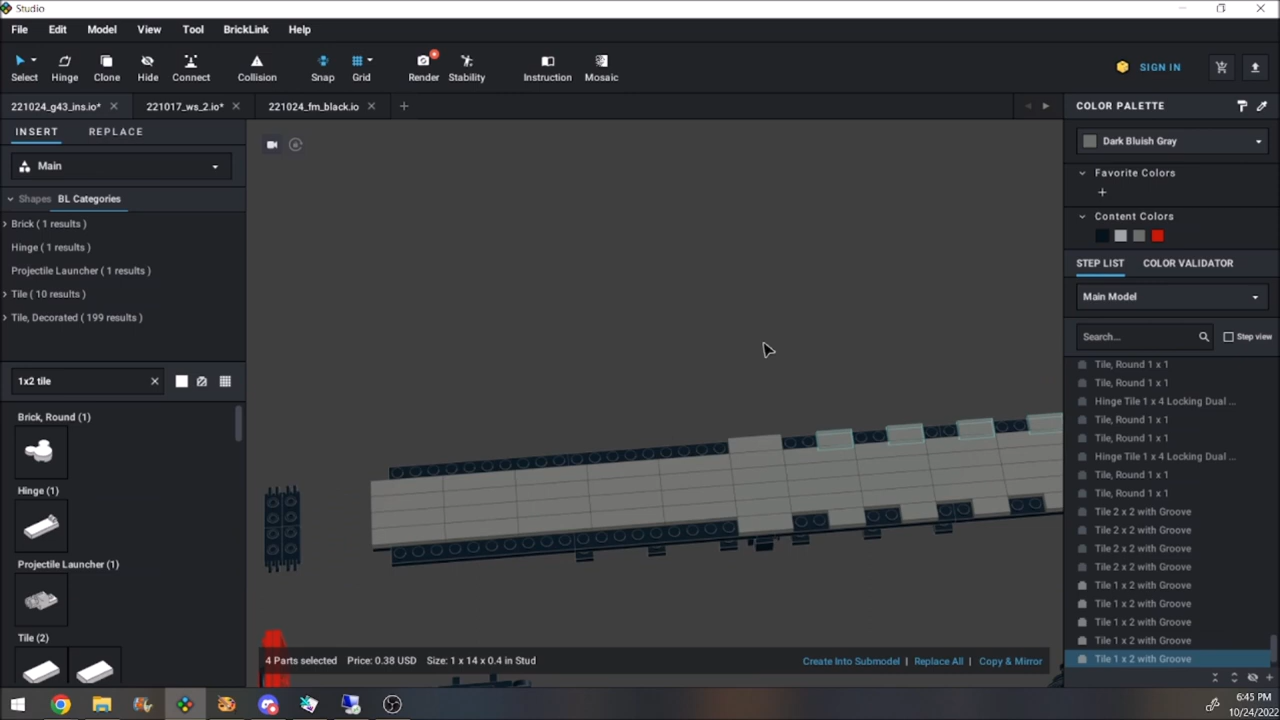 Studio
File Edit Model View Tool BrickLink Help
Select Hinge Clone Hide Connect Collision Snap Grid Render Stability Instruction Mosaic SIGN IN
221024_g43_ins.io* 221017_ws_2.io* 221024_fm_black.io
INSERT REPLACE
Main
Shapes BL Categories
Brick ( 1 results )
Hinge ( 1 results )
Projectile Launcher ( 1 results )
Tile ( 10 results )
Tile, Decorated ( 199 results )
1x2 tile
Brick, Round (1)
Hinge (1)
Projectile Launcher (1)
Tile (2)
4 Parts selected Price: 0.38 USD Size: 1 x 14 x 0.4 in Stud
Create Into Submodel | Replace All | Copy & Mirror
COLOR PALETTE
Dark Bluish Gray
Favorite Colors
Content Colors
STEP LIST COLOR VALIDATOR
Main Model
Search... Step view
Tile, Round 1 x 1
Tile, Round 1 x 1
Hinge Tile 1 x 4 Locking Dual ...
Tile, Round 1 x 1
Tile, Round 1 x 1
Hinge Tile 1 x 4 Locking Dual ...
Tile, Round 1 x 1
Tile, Round 1 x 1
Tile 2 x 2 with Groove
Tile 2 x 2 with Groove
Tile 2 x 2 with Groove
Tile 2 x 2 with Groove
Tile 1 x 2 with Groove
Tile 1 x 2 with Groove
Tile 1 x 2 with Groove
Tile 1 x 2 with Groove
Tile 1 x 2 with Groove
6:45 PM
10/24/2022